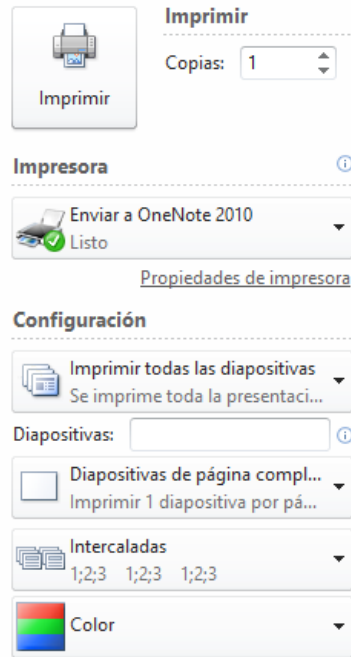 Imprimir
Copias: 1
Imprimir
Impresora
Enviar a OneNote 2010
Listo
Propiedades de impresora
Configuración
Imprimir todas las diapositivas
Se imprime toda la presentaci...
Diapositivas:
Diapositivas de página compl...
Imprimir 1 diapositiva por pá...
Intercaladas
1;2;3 1;2;3 1;2;3
Color